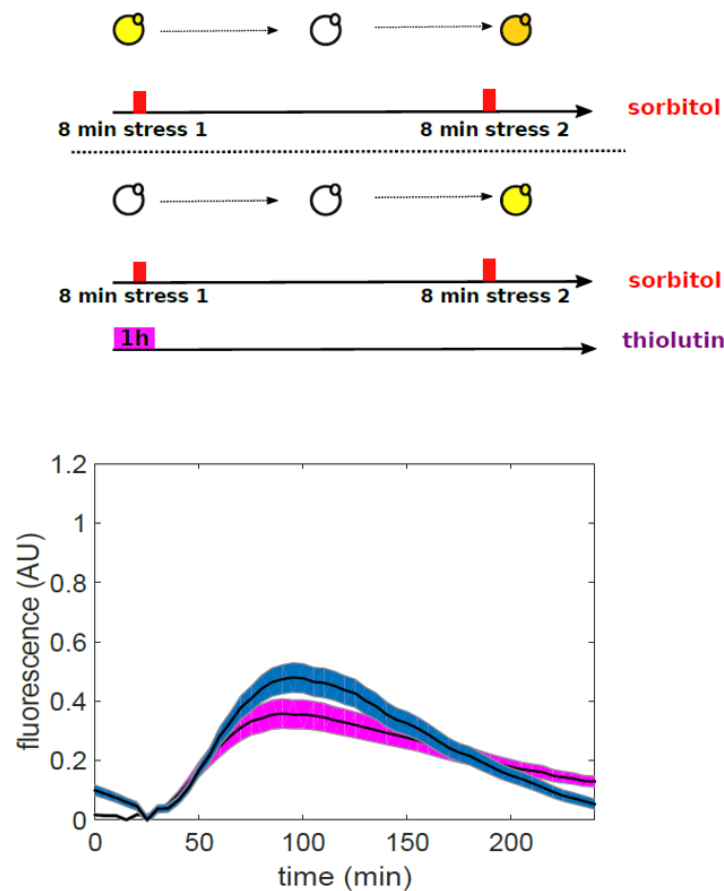 sorbitol
8 min stress 1 8 min stress 2
sorbitol
8 min stress 1 8 min stress 2
1h thiolutin
1.2
1
0.8
0.6
0.4
0.2
0
fluorescence (AU)
0 50 100 150 200
time (min)